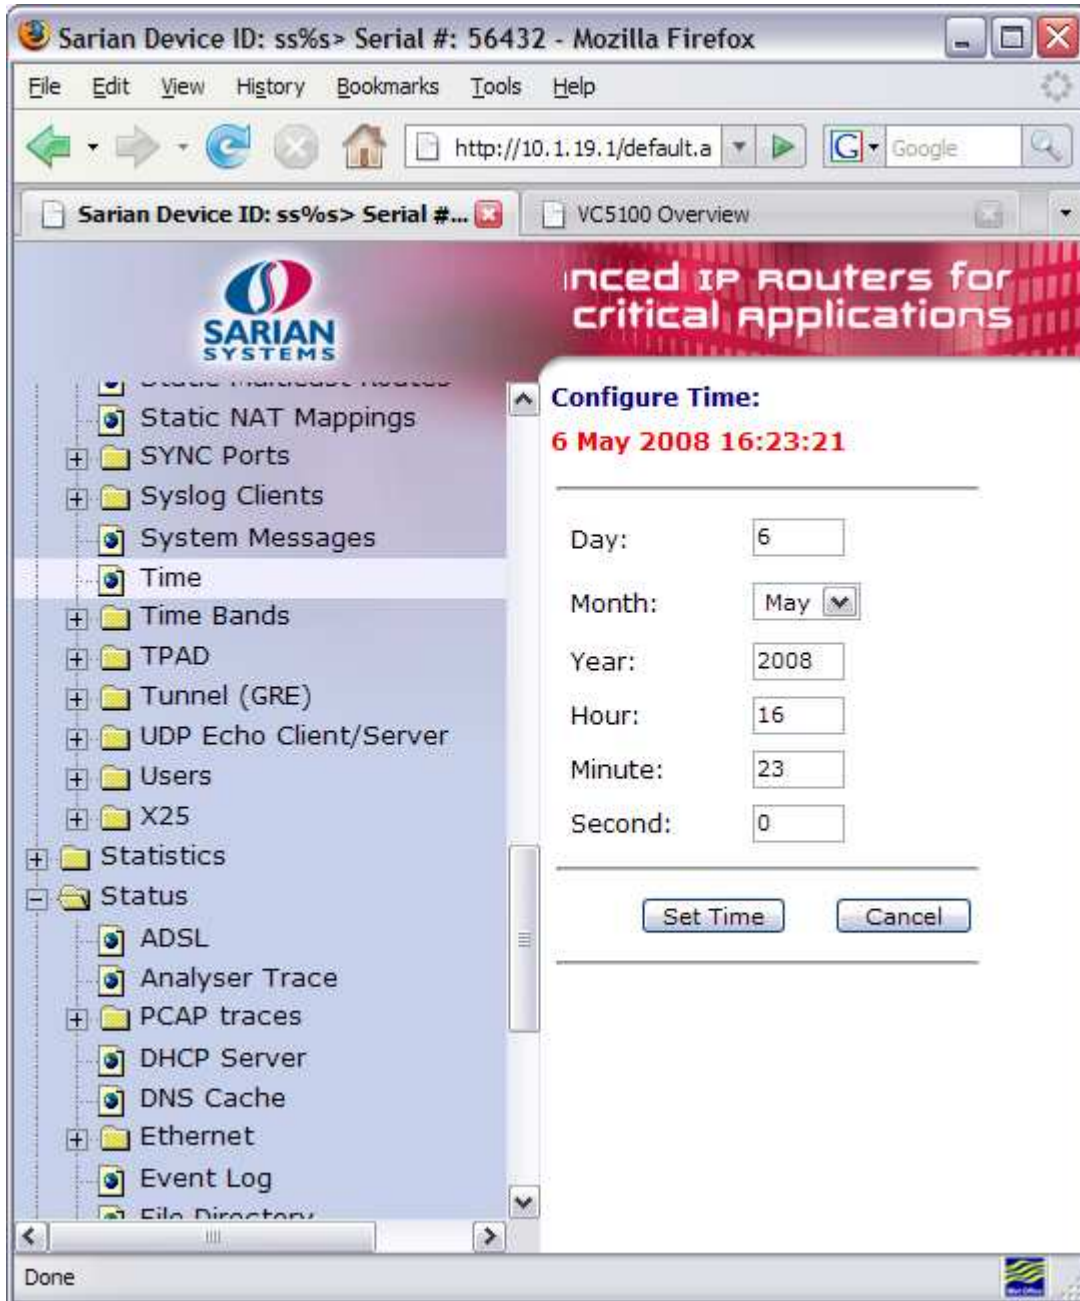 Sarian Device ID: ss%s> Serial #: 56432 - Mozilla Firefox
File Edit View History Bookmarks Tools Help
http://10.1.19.1/default.a
G Google
Sarian Device ID: ss%s> Serial #...
VC5100 Overview
SARIAN
SYSTEMS
nced IP Routers for
critical Applications
Static Multicast Routes
Static NAT Mappings
SYNC Ports
Syslog Clients
System Messages
Time
Time Bands
TPAD
Tunnel (GRE)
UDP Echo Client/Server
Users
X25
Statistics
Status
ADSL
Analyser Trace
PCAP traces
DHCP Server
DNS Cache
Ethernet
Event Log
File Directory
Configure Time:
6 May 2008 16:23:21
Day: 6
Month: May
Year: 2008
Hour: 16
Minute: 23
Second: 0
Set Time Cancel
Done